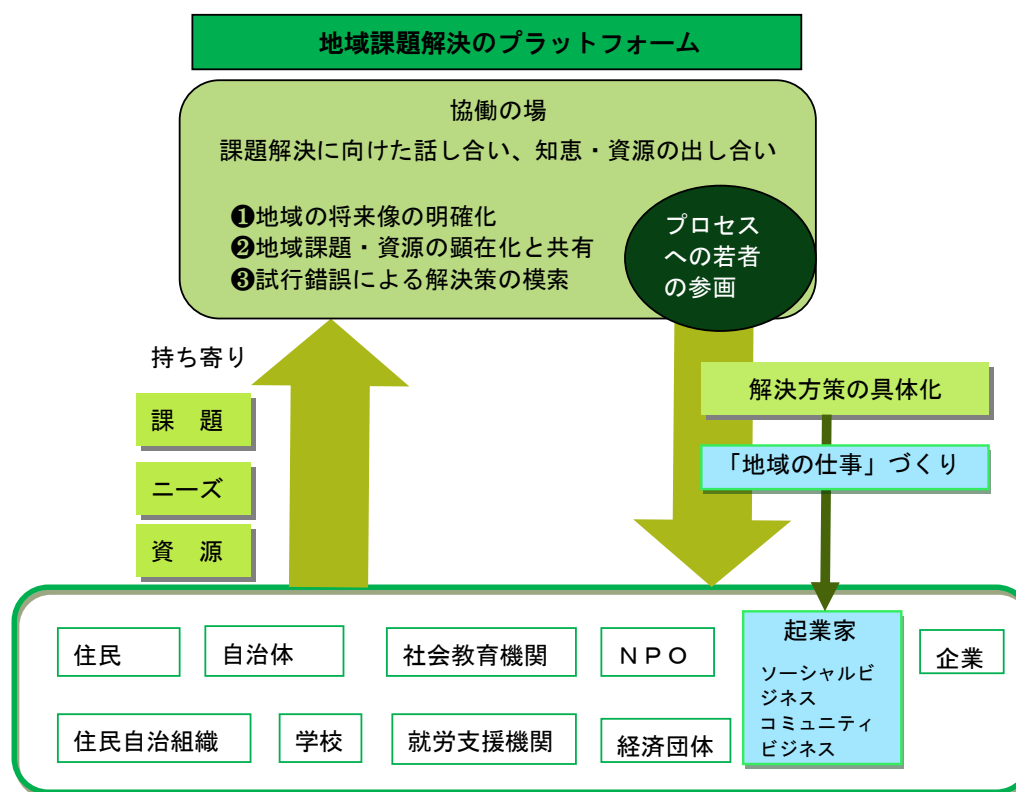 地域課題解決のプラットフォーム
協働の場
課題解決に向けた話し合い、知恵・資源の出し合い
❶地域の将来像の明確化
❷地域課題・資源の顕在化と共有
❸試行錯誤による解決策の模索
プロセス
への若者
の参画
持ち寄り
課 題
ニーズ
資 源
解決方策の具体化
「地域の仕事」づくり
住民
自治体
社会教育機関
ＮＰＯ
起業家
ソーシャルビ
ジネス
コミュニティ
ビジネス
企業
住民自治組織
学校
就労支援機関
経済団体